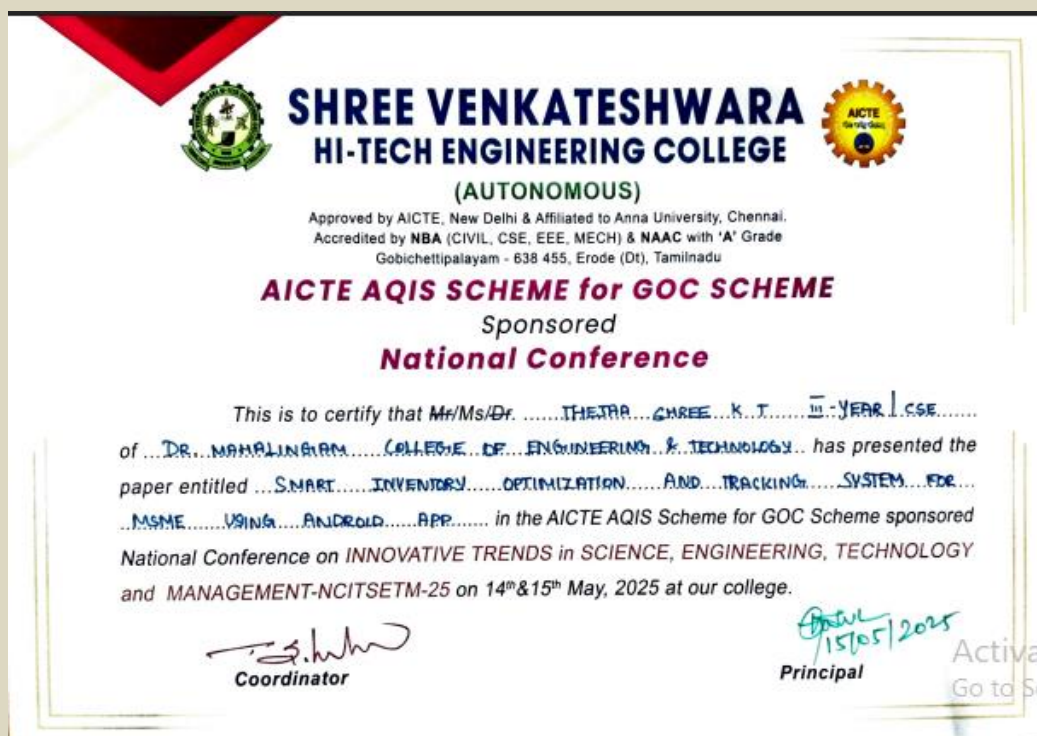 SHREE VENKATESHWARA
HI-TECH ENGINEERING COLLEGE
AICTE
(AUTONOMOUS)
Approved by AICTE, New Delhi & Affiliated to Anna University, Chennai.
Accredited by NBA (CIVIL, CSE, EEE, MECH) & NAAC with 'A' Grade
Gobichettipalayam - 638 455, Erode (Dt), Tamilnadu
AICTE AQIS SCHEME for GOC SCHEME
Sponsored
National Conference
This is to certify that Mr/Ms/Dr. ......THEJAA SHREE K T III-YEAR | CSE......
of ...DR. MAHALINGAM COLLEGE OF ENGINEERING & TECHNOLOGY.. has presented the
paper entitled ...SMART INVENTORY OPTIMIZATION AND TRACKING SYSTEM FOR
MSME USING ANDROID APP....... in the AICTE AQIS Scheme for GOC Scheme sponsored
National Conference on INNOVATIVE TRENDS in SCIENCE, ENGINEERING, TECHNOLOGY
and MANAGEMENT-NCITSETM-25 on 14th&15th May, 2025 at our college.
15/05/2025
Coordinator
Principal
Activa
Go to S